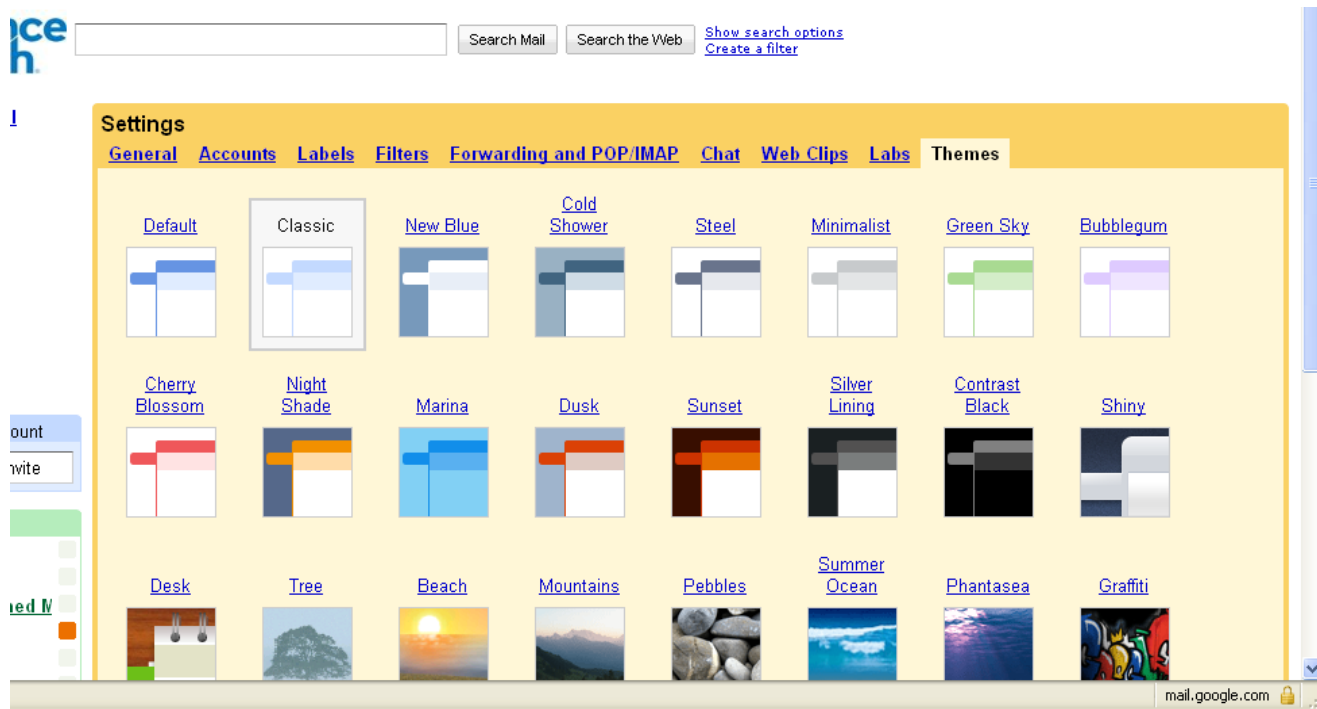 ce
h.
Search Mail
Search the Web
Show search options
Create a filter
l
Settings
General Accounts Labels Filters Forwarding and POP/IMAP Chat Web Clips Labs Themes
Default
Classic
New Blue
Cold
Shower
Steel
Minimalist
Green Sky
Bubblegum
Cherry
Blossom
Night
Shade
Marina
Dusk
Sunset
Silver
Lining
Contrast
Black
Shiny
ount
nvite
ned M
Desk
Tree
Beach
Mountains
Pebbles
Summer
Ocean
Phantasea
Graffiti
mail.google.com